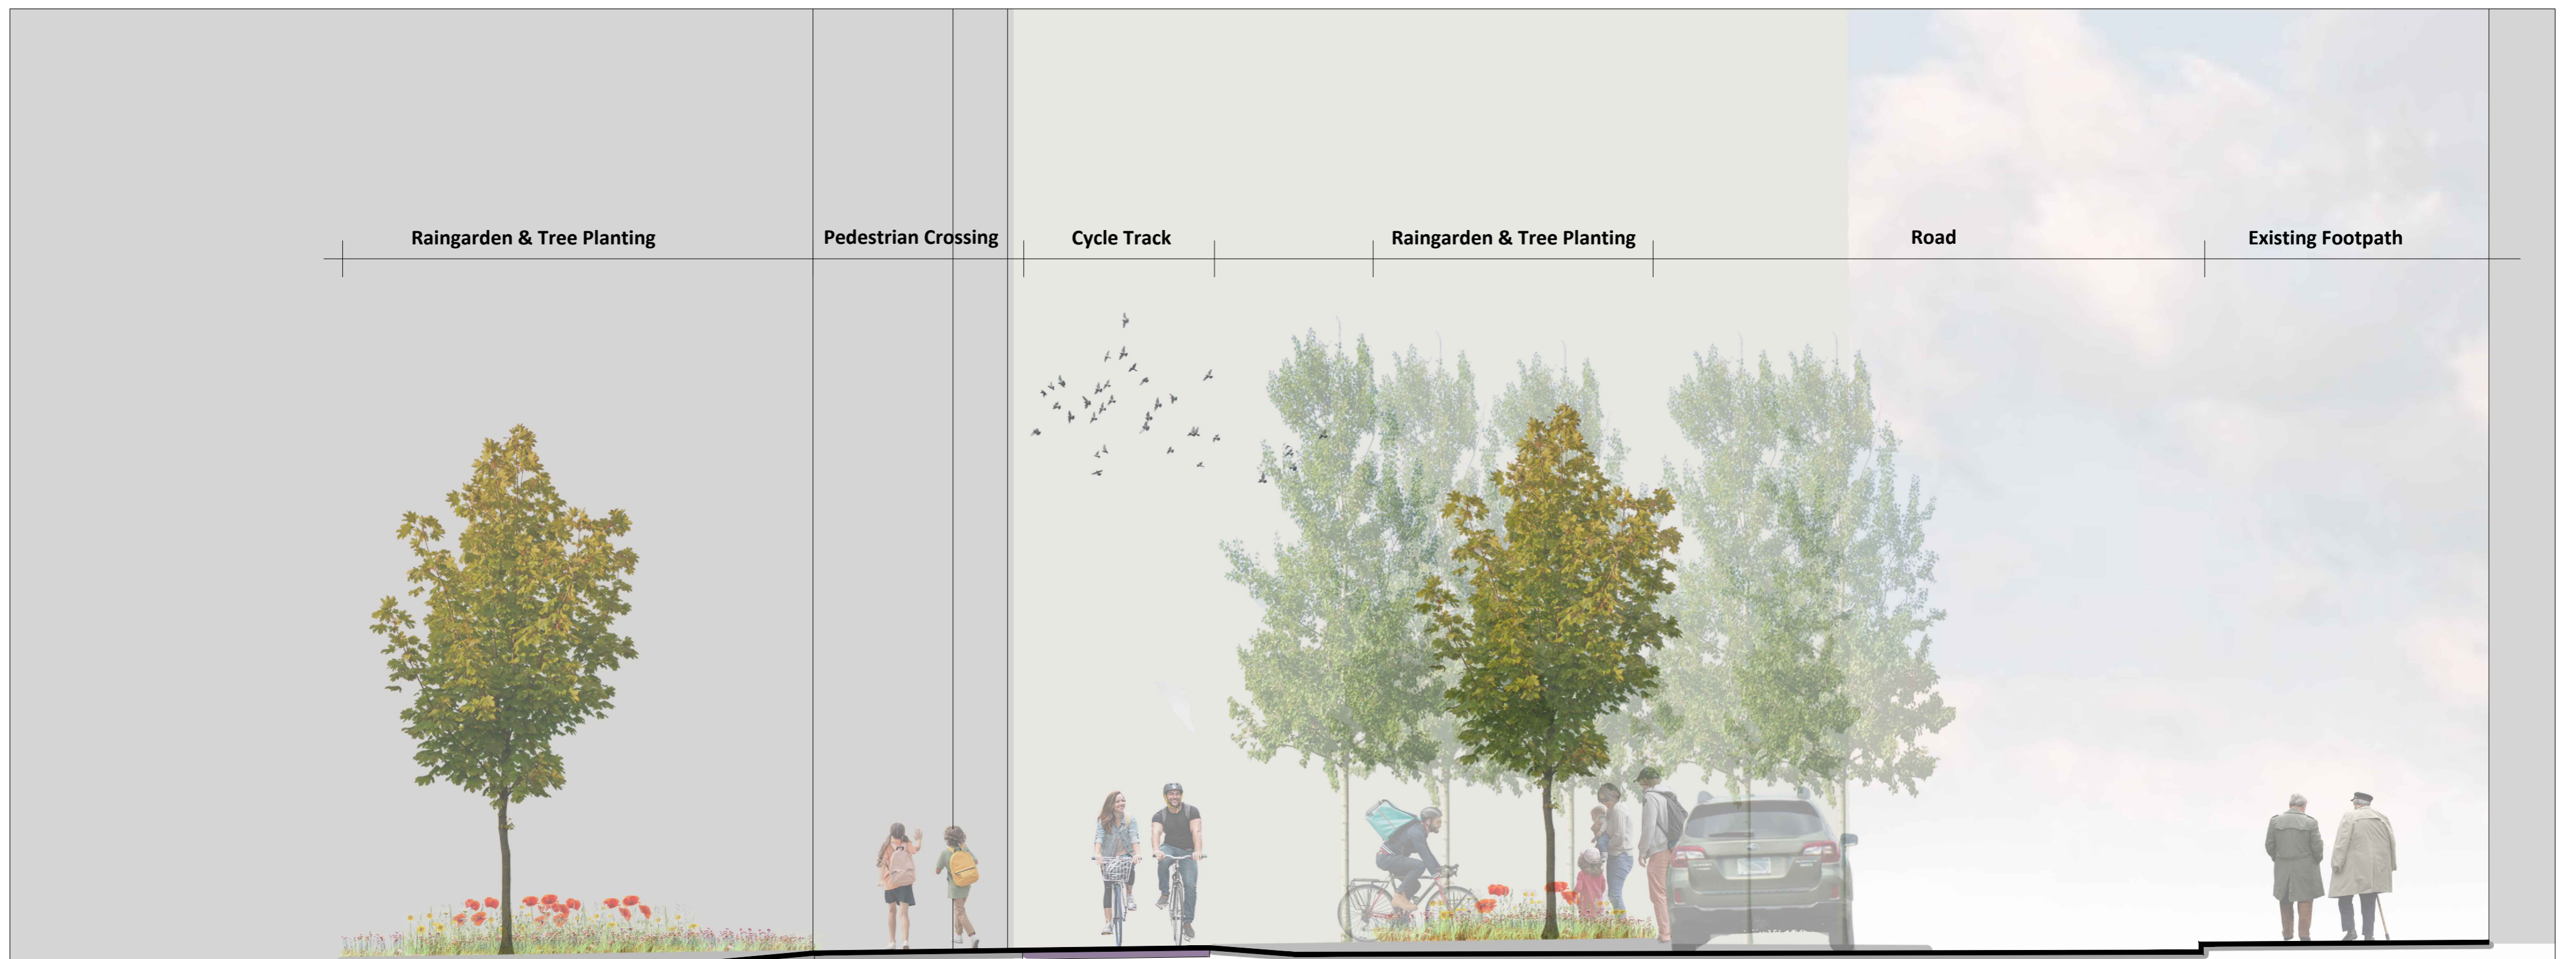 Raingarden & Tree Planting
Pedestrian Crossing
Cycle Track
Raingarden & Tree Planting
Road
Existing Footpath